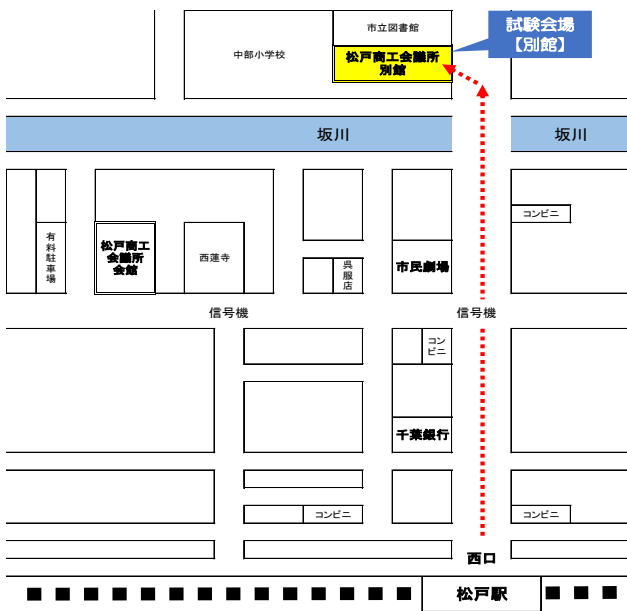 市立図書館
試験会場
【別館】
中部小学校
松戸商工会議所
別館
坂川
坂川
有料駐車場
松戸商工
会議所
会館
西蓮寺
呉服店
市民劇場
コンビニ
信号機
信号機
コン
ビニ
千葉銀行
コンビニ
コンビニ
西口
松戸駅